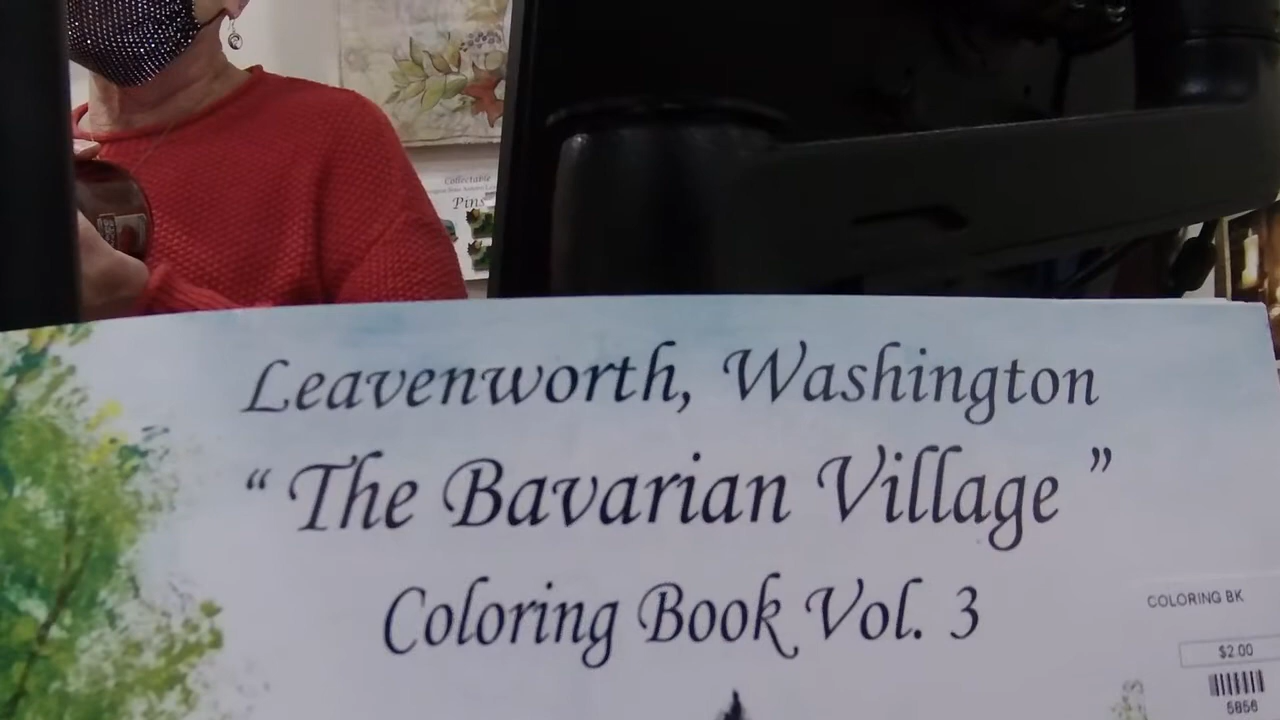 Collectable
Pins
Leavenworth, Washington
“ The Bavarian Village ”
Coloring Book Vol. 3
COLORING BK
$2.00
5856